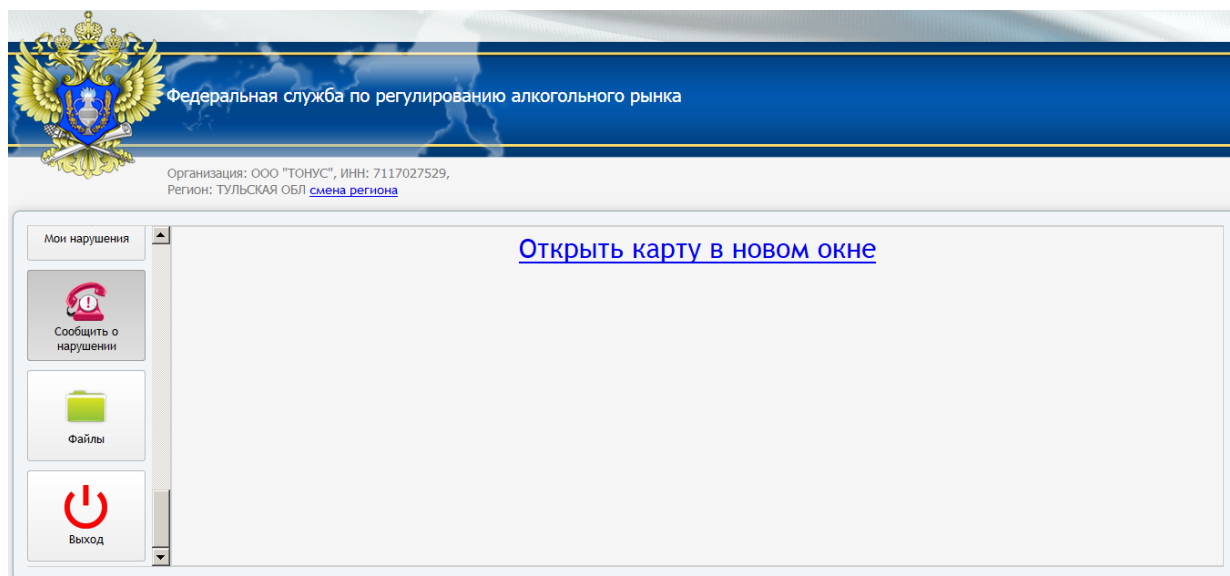 Федеральная служба по регулированию алкогольного рынка
Организация: ООО "ТОНУС", ИНН: 7117027529,
Регион: ТУЛЬСКАЯ ОБЛ смена региона
Мои нарушения
Открыть карту в новом окне
Сообщить о
нарушении
Файлы
Выход